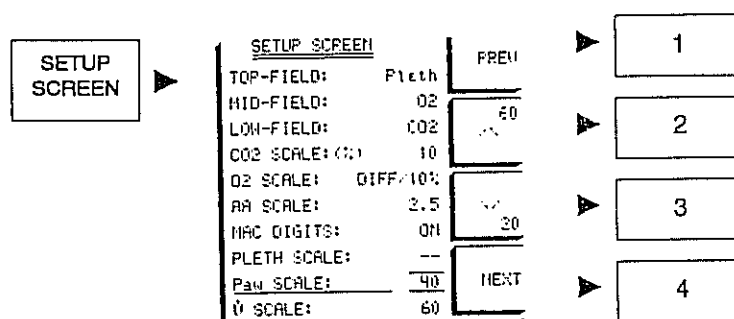 SETUP
SCREEN
SETUP SCREEN
TOP-FIELD: Pleth
MID-FIELD: O2
LOW-FIELD: CO2
CO2 SCALE:(%) 10
O2 SCALE: DIFF/10%
AA SCALE: 2.5
MAC DIGITS: ON
PLETH SCALE: --
Paw SCALE: 40
V̇ SCALE: 60
PREV
60
20
NEXT
1
2
3
4